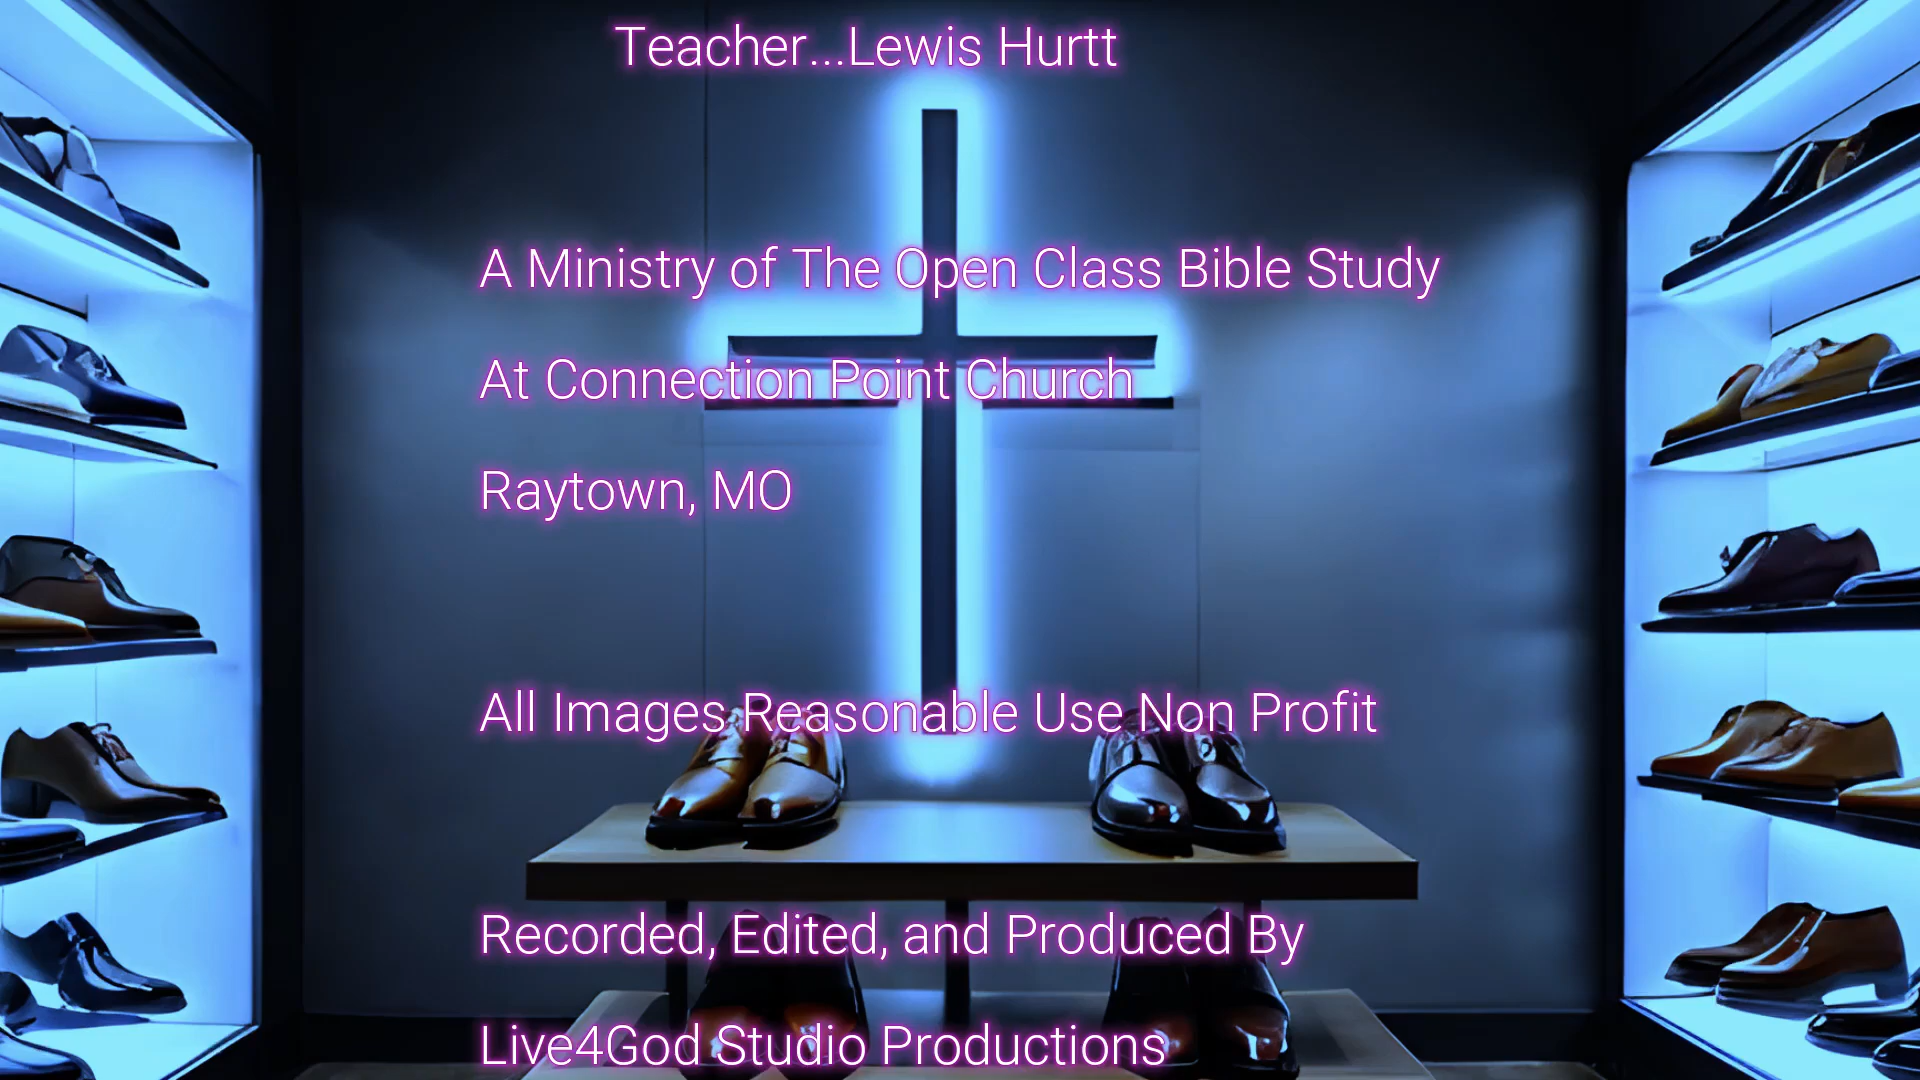 Teacher...Lewis Hurtt
A Ministry of The Open Class Bible Study
At Connection Point Church
Raytown, MO
All Images Reasonable Use Non Profit
Recorded, Edited, and Produced By
Live4God Studio Productions